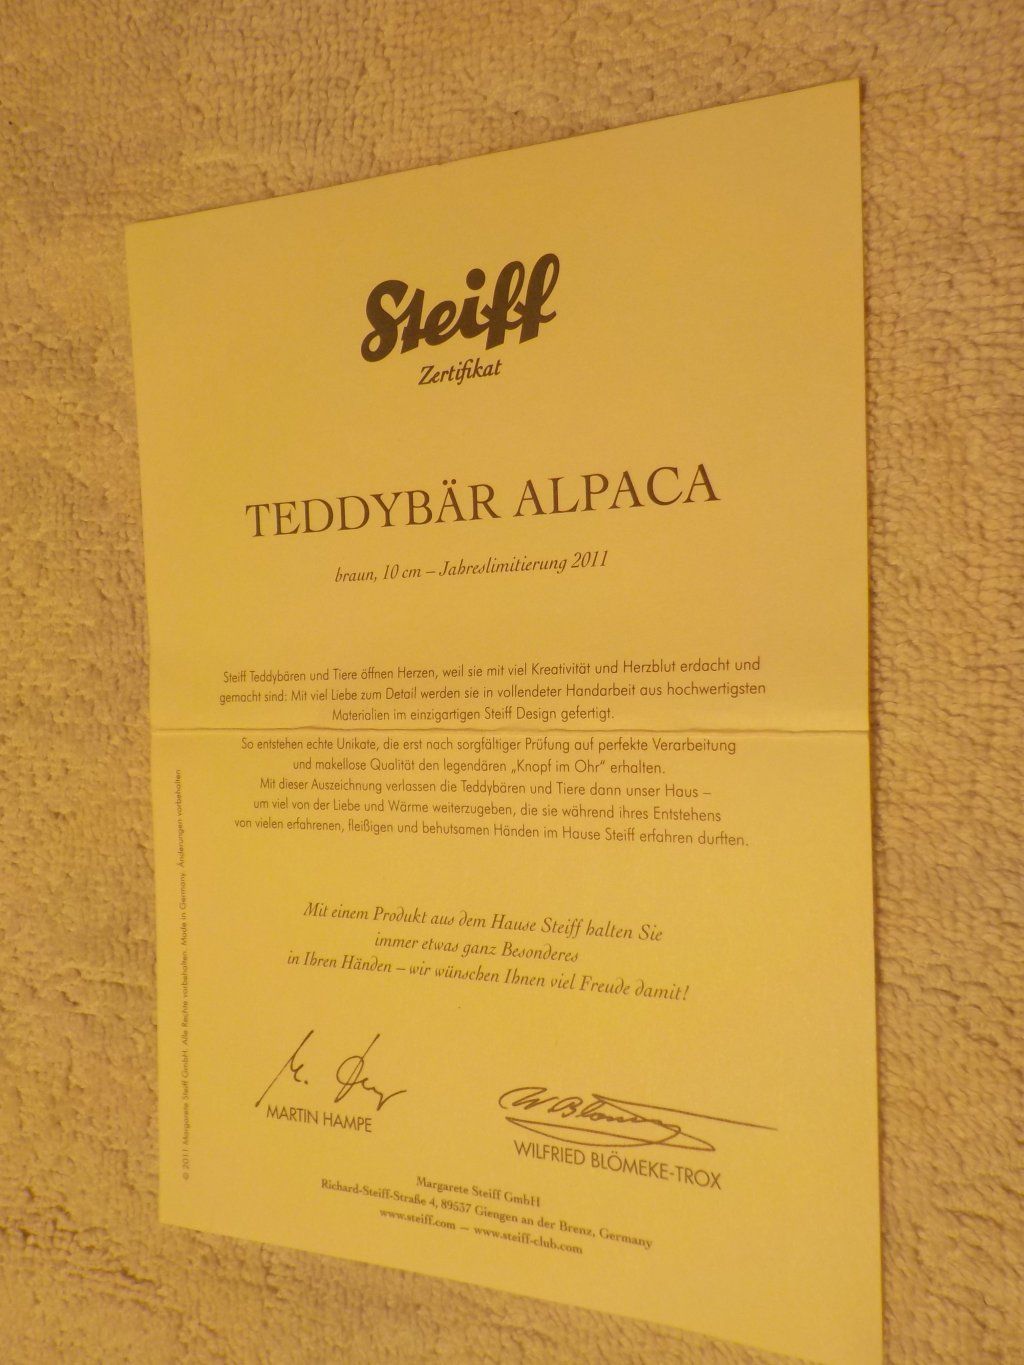 Steiff
Zertifikat
TEDDYBÄR ALPACA
braun, 10 cm – Jahreslimitierung 2011
Steiff Teddybären und Tiere öffnen Herzen, weil sie mit viel Kreativität und Herzblut erdacht und
gemacht sind: Mit viel Liebe zum Detail werden sie in vollendeter Handarbeit aus hochwertigsten
Materialien im einzigartigen Steiff Design gefertigt.
So entstehen echte Unikate, die erst nach sorgfältiger Prüfung auf perfekte Verarbeitung
und makellose Qualität den legendären „Knopf im Ohr“ erhalten.
Mit dieser Auszeichnung verlassen die Teddybären und Tiere dann unser Haus –
um viel von der Liebe und Wärme weiterzugeben, die sie während ihres Entstehens
von vielen erfahrenen, fleißigen und behutsamen Händen im Hause Steiff erfahren durften.
Mit einem Produkt aus dem Hause Steiff halten Sie
immer etwas ganz Besonderes
in Ihren Händen – wir wünschen Ihnen viel Freude damit!
MARTIN HAMPE
WILFRIED BLÖMEKE-TROX
Margarete Steiff GmbH
Richard-Steiff-Straße 4, 89537 Giengen an der Brenz, Germany
www.steiff.com – www.steiff-club.com
© 2011 Margarete Steiff GmbH. Alle Rechte vorbehalten. Made in Germany. Änderungen vorbehalten